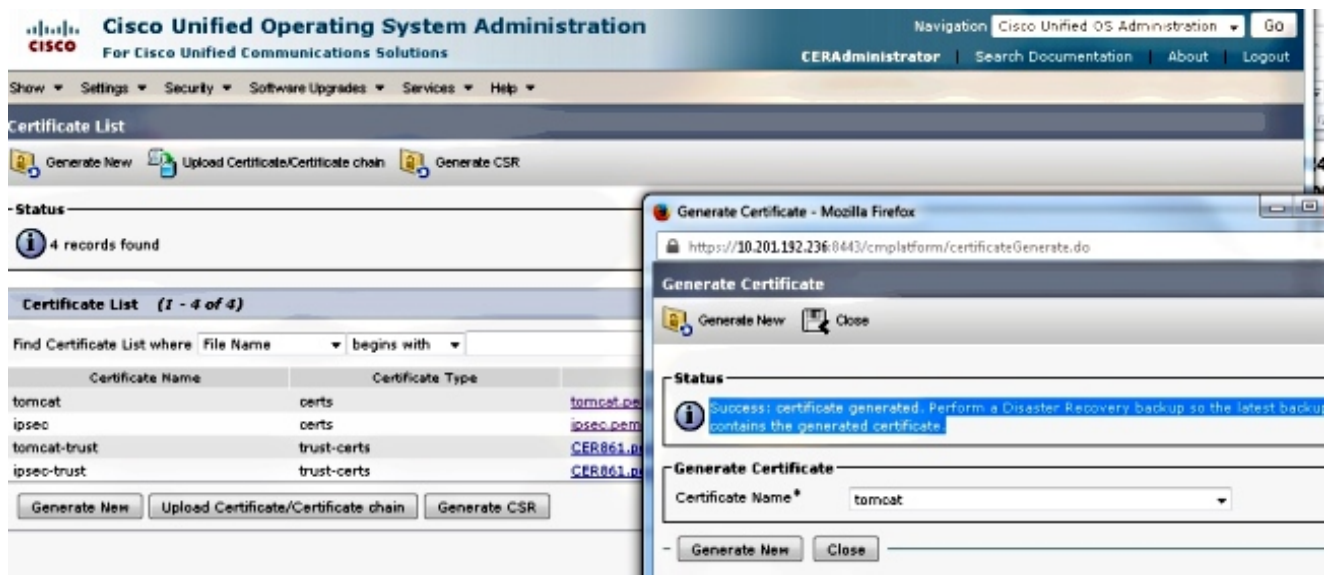 CISCO
Cisco Unified Operating System Administration
For Cisco Unified Communications Solutions
Navigation Cisco Unified OS Administration Go
CERAdministrator | Search Documentation | About | Logout
Show Settings Security Software Upgrades Services Help
Certificate List
Generate New Upload Certificate/Certificate chain Generate CSR
Status
4 records found
Certificate List (1 - 4 of 4)
Find Certificate List where File Name begins with
Certificate Name Certificate Type
tomcat certs tomcat.pe
ipsec certs ipsec.pem
tomcat-trust trust-certs CER861.p
ipsec-trust trust-certs CER861.p
Generate New Upload Certificate/Certificate chain Generate CSR
Generate Certificate - Mozilla Firefox
https://10.201.192.236:8443/cmplatform/certificateGenerate.do
Generate Certificate
Generate New Close
Status
Success: certificate generated. Perform a Disaster Recovery backup so the latest backup
contains the generated certificate.
Generate Certificate
Certificate Name* tomcat
Generate New Close